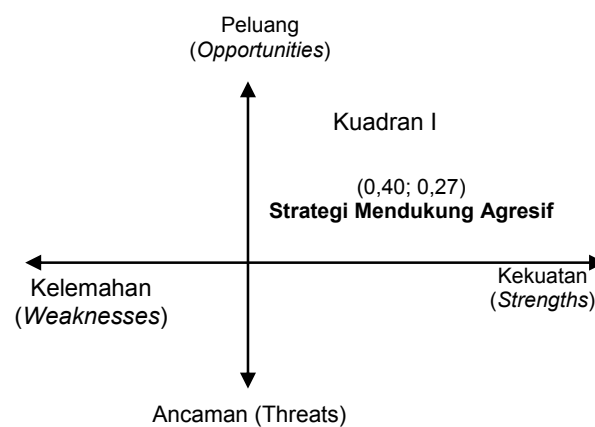 Peluang
(Opportunities)
Kuadran I
(0,40; 0,27)
Strategi Mendukung Agresif
Kelemahan
(Weaknesses)
Kekuatan
(Strengths)
Ancaman (Threats)